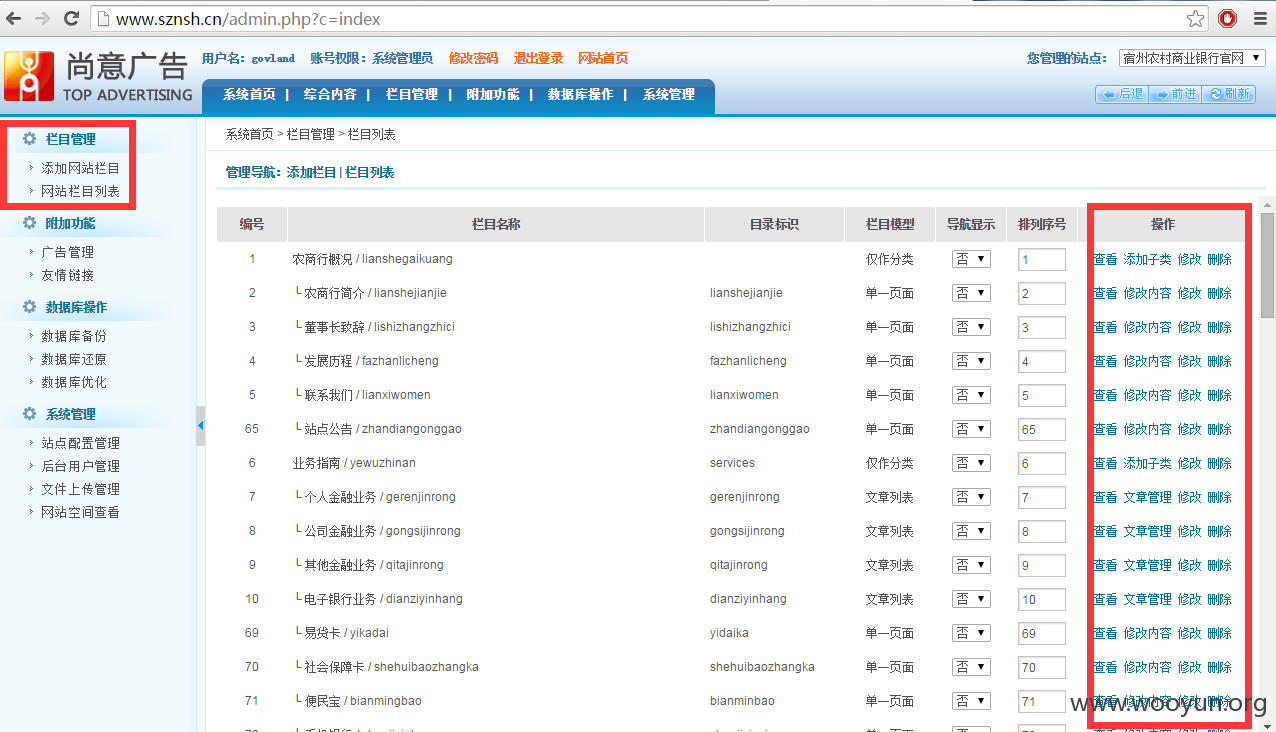 www.sznsh.cn/admin.php?c=index
尚意广告
TOP ADVERTISING
用户名：govland 账号权限：系统管理员 修改密码 退出登录 网站首页
您管理的站点： 宿州农村商业银行官网
系统首页 | 综合内容 | 栏目管理 | 附加功能 | 数据库操作 | 系统管理
后退 前进 刷新
栏目管理
添加网站栏目
网站栏目列表
附加功能
广告管理
友情链接
数据库操作
数据库备份
数据库还原
数据库优化
系统管理
站点配置管理
后台用户管理
文件上传管理
网站空间查看
系统首页 > 栏目管理 > 栏目列表
管理导航：添加栏目 | 栏目列表
编号 栏目名称 目录标识 栏目模型 导航显示 排列序号 操作
1 农商行概况 / lianshegaikuang 仅作分类 否 1 查看 添加子类 修改 删除
2 └ 农商行简介 / lianshejianjie lianshejianjie 单一页面 否 2 查看 修改内容 修改 删除
3 └ 董事长致辞 / lishizhangzhici lishizhangzhici 单一页面 否 3 查看 修改内容 修改 删除
4 └ 发展历程 / fazhanlicheng fazhanlicheng 单一页面 否 4 查看 修改内容 修改 删除
5 └ 联系我们 / lianxiwomen lianxiwomen 单一页面 否 5 查看 修改内容 修改 删除
65 └ 站点公告 / zhandiangonggao zhandiangonggao 单一页面 否 65 查看 修改内容 修改 删除
6 业务指南 / yewuzhinan services 仅作分类 否 6 查看 添加子类 修改 删除
7 └ 个人金融业务 / gerenjinrong gerenjinrong 文章列表 否 7 查看 文章管理 修改 删除
8 └ 公司金融业务 / gongsijinrong gongsijinrong 文章列表 否 8 查看 文章管理 修改 删除
9 └ 其他金融业务 / qitajinrong qitajinrong 文章列表 否 9 查看 文章管理 修改 删除
10 └ 电子银行业务 / dianziyinhang dianziyinhang 文章列表 否 10 查看 文章管理 修改 删除
69 └ 易贷卡 / yikadai yidaika 单一页面 否 69 查看 修改内容 修改 删除
70 └ 社会保障卡 / shehuibaozhangka shehuibaozhangka 单一页面 否 70 查看 修改内容 修改 删除
71 └ 便民宝 / bianmingbao bianminbao 单一页面 否 71 查看 修改内容 修改 删除
www.wooyun.org